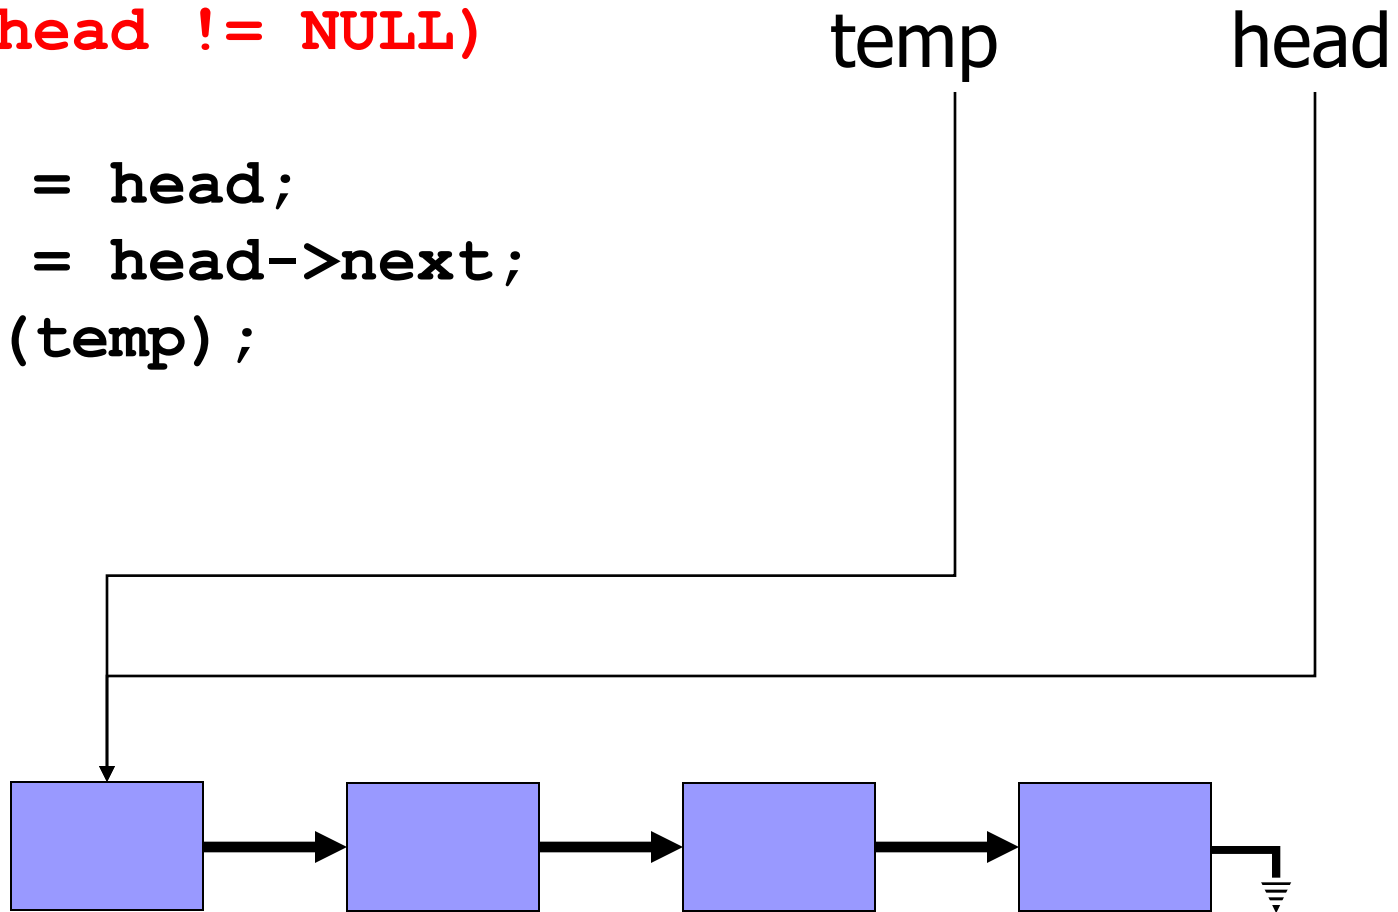 head != NULL)
temp head
= head;
= head->next;
(temp);